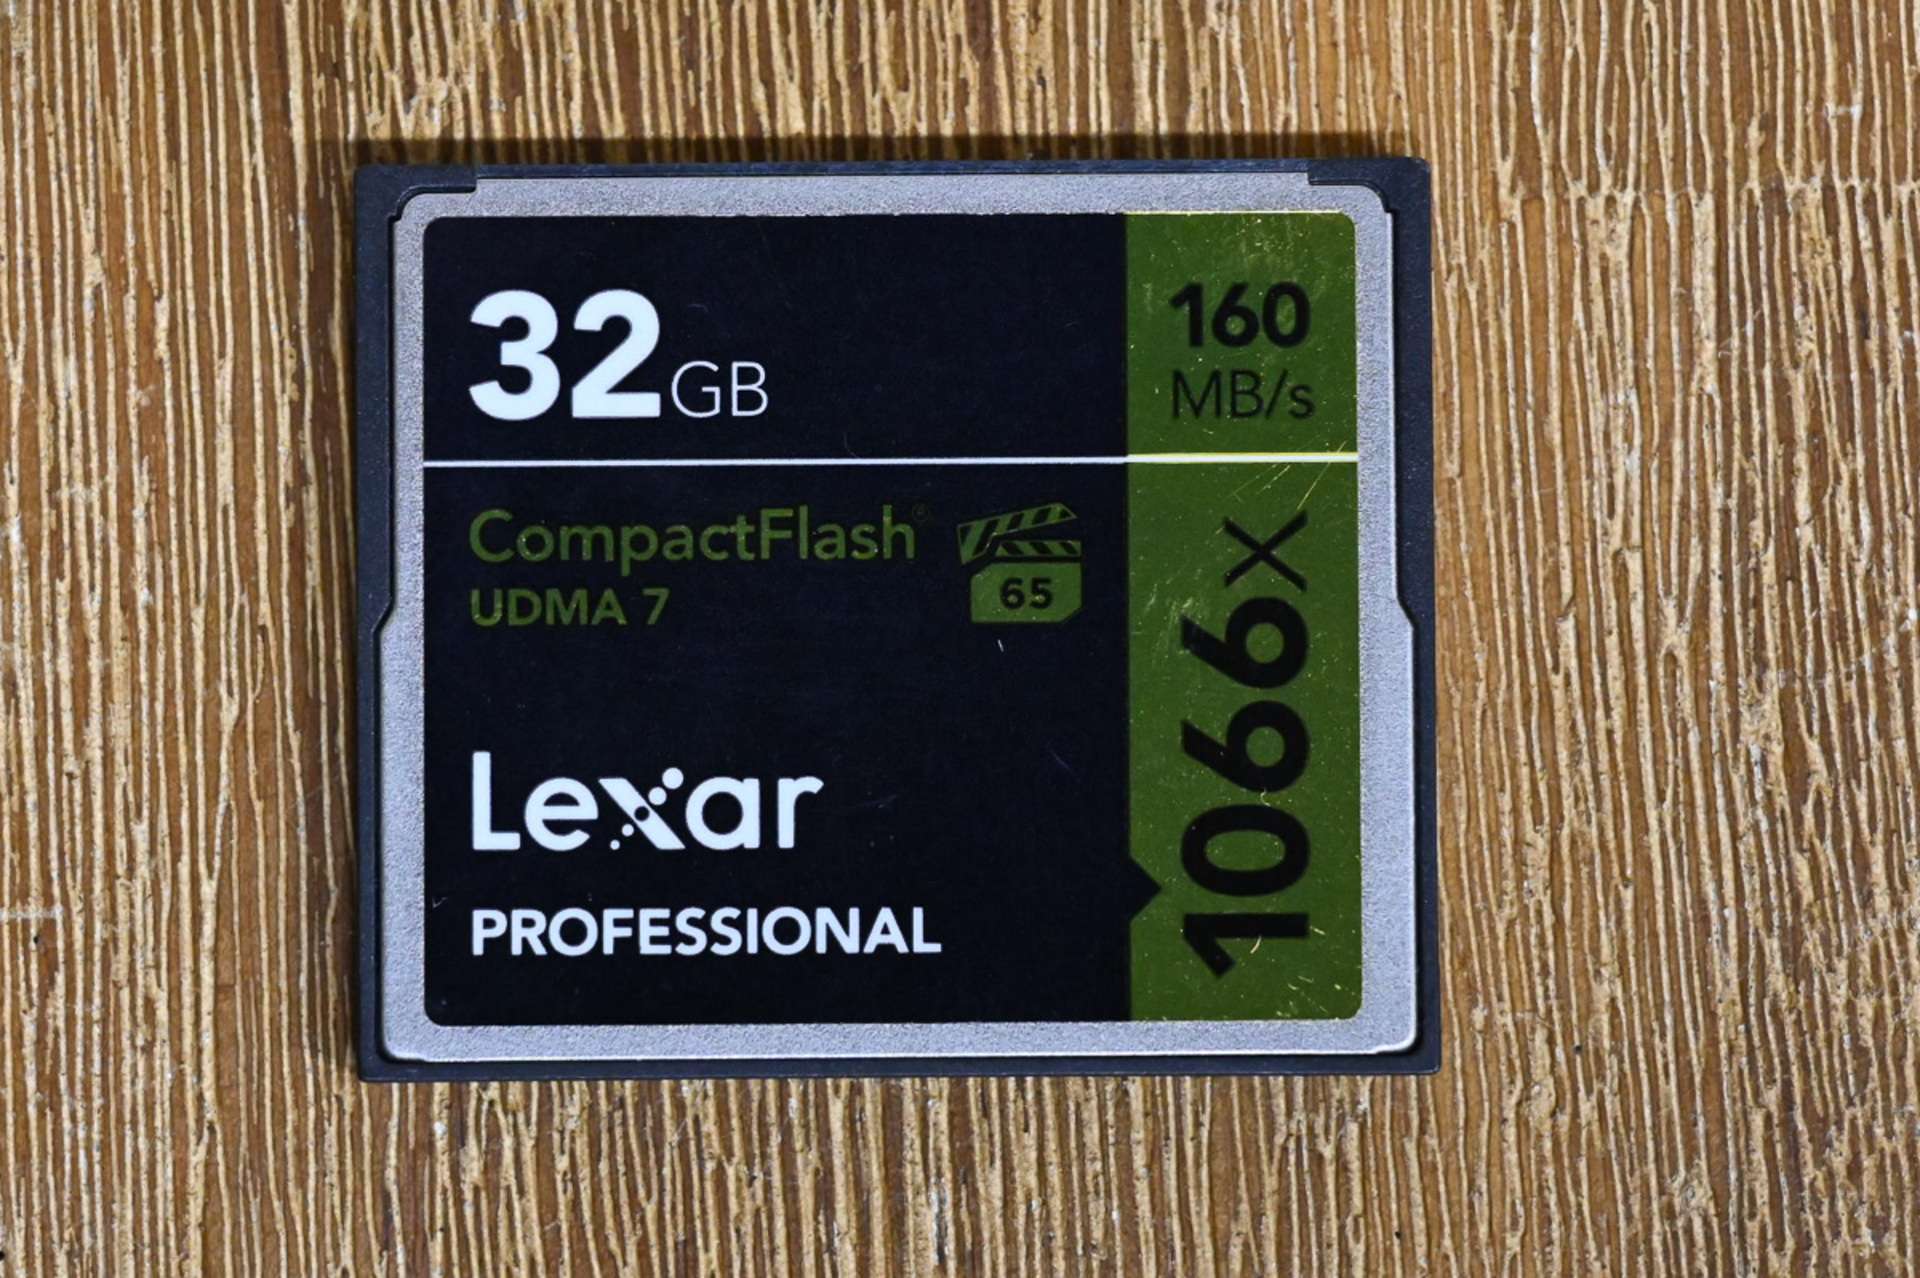 32GB
160
MB/s
CompactFlash®
UDMA 7
65
1066x
Lexar
PROFESSIONAL